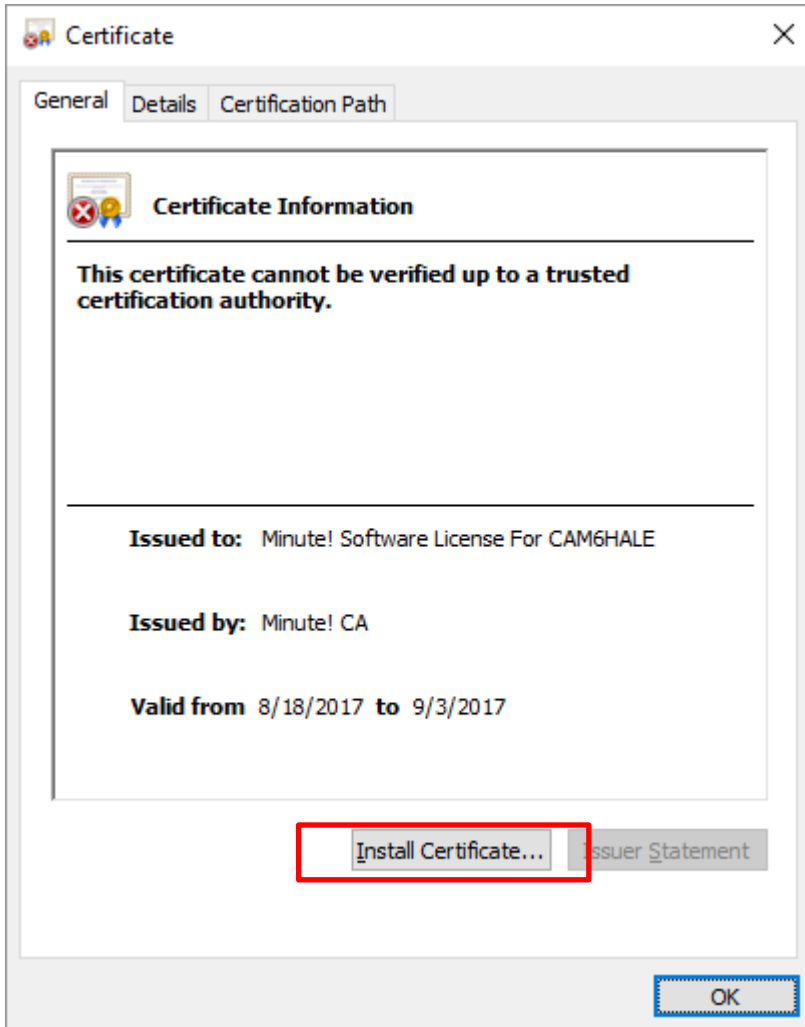 Certificate
General Details Certification Path
Certificate Information
This certificate cannot be verified up to a trusted
certification authority.
Issued to: Minute! Software License For CAM6HALE
Issued by: Minute! CA
Valid from 8/18/2017 to 9/3/2017
Install Certificate... Issuer Statement
OK